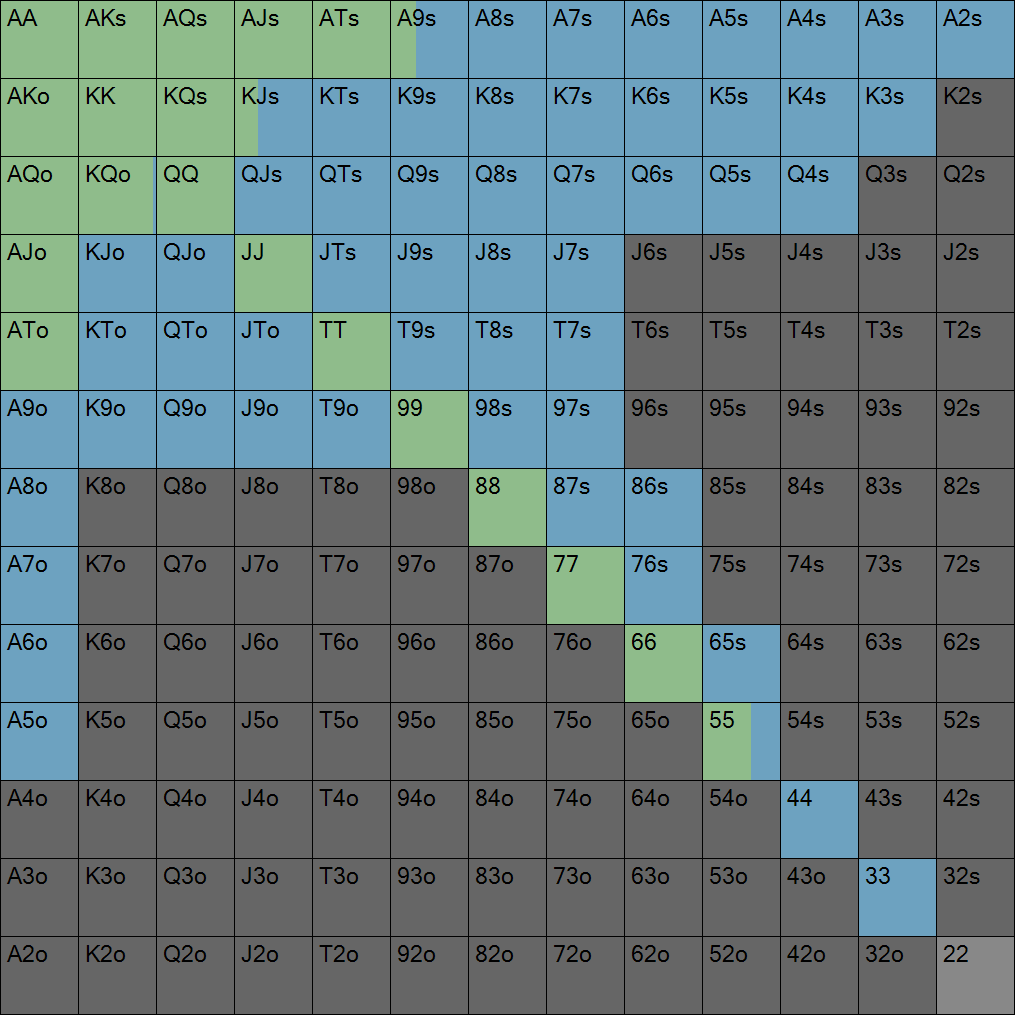 AA AKs AQs AJs ATs A9s A8s A7s A6s A5s A4s A3s A2s
AKo KK KQs KJs KTs K9s K8s K7s K6s K5s K4s K3s K2s
AQo KQo QQ QJs QTs Q9s Q8s Q7s Q6s Q5s Q4s Q3s Q2s
AJo KJo QJo JJ JTs J9s J8s J7s J6s J5s J4s J3s J2s
ATo KTo QTo JTo TT T9s T8s T7s T6s T5s T4s T3s T2s
A9o K9o Q9o J9o T9o 99 98s 97s 96s 95s 94s 93s 92s
A8o K8o Q8o J8o T8o 98o 88 87s 86s 85s 84s 83s 82s
A7o K7o Q7o J7o T7o 97o 87o 77 76s 75s 74s 73s 72s
A6o K6o Q6o J6o T6o 96o 86o 76o 66 65s 64s 63s 62s
A5o K5o Q5o J5o T5o 95o 85o 75o 65o 55 54s 53s 52s
A4o K4o Q4o J4o T4o 94o 84o 74o 64o 54o 44 43s 42s
A3o K3o Q3o J3o T3o 93o 83o 73o 63o 53o 43o 33 32s
A2o K2o Q2o J2o T2o 92o 82o 72o 62o 52o 42o 32o 22